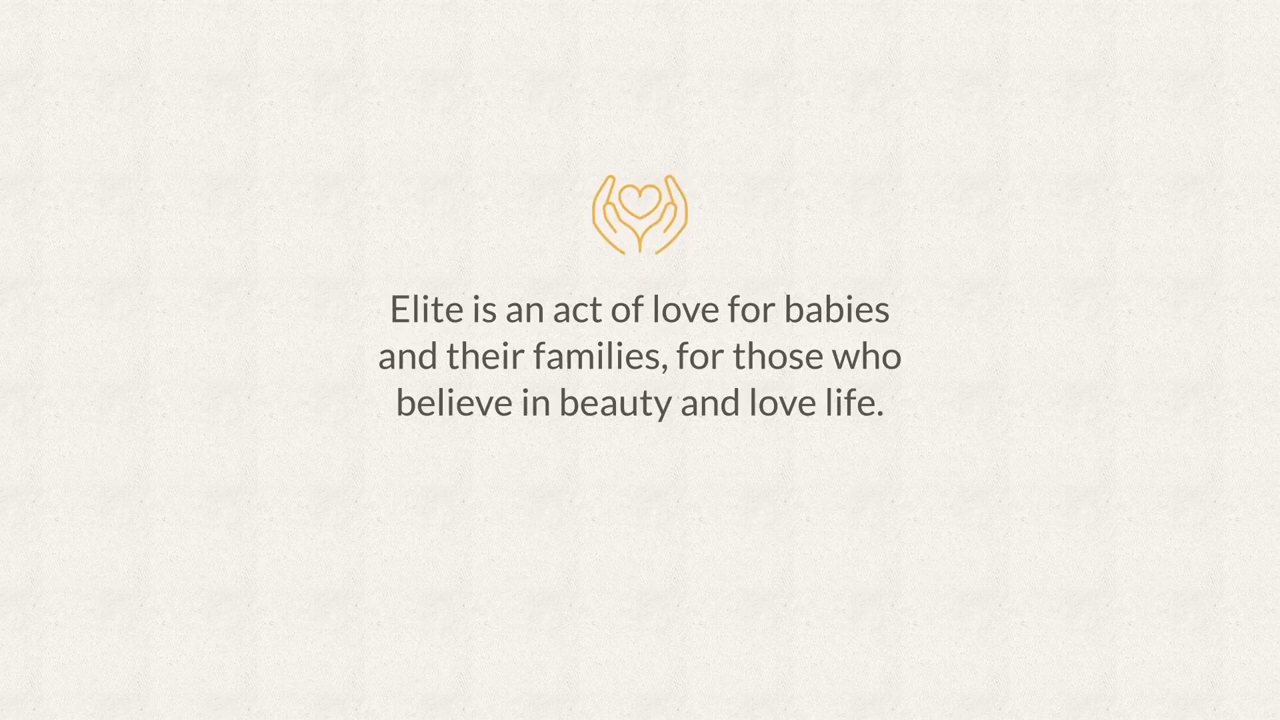 Elite is an act of love for babies
and their families, for those who
believe in beauty and love life.